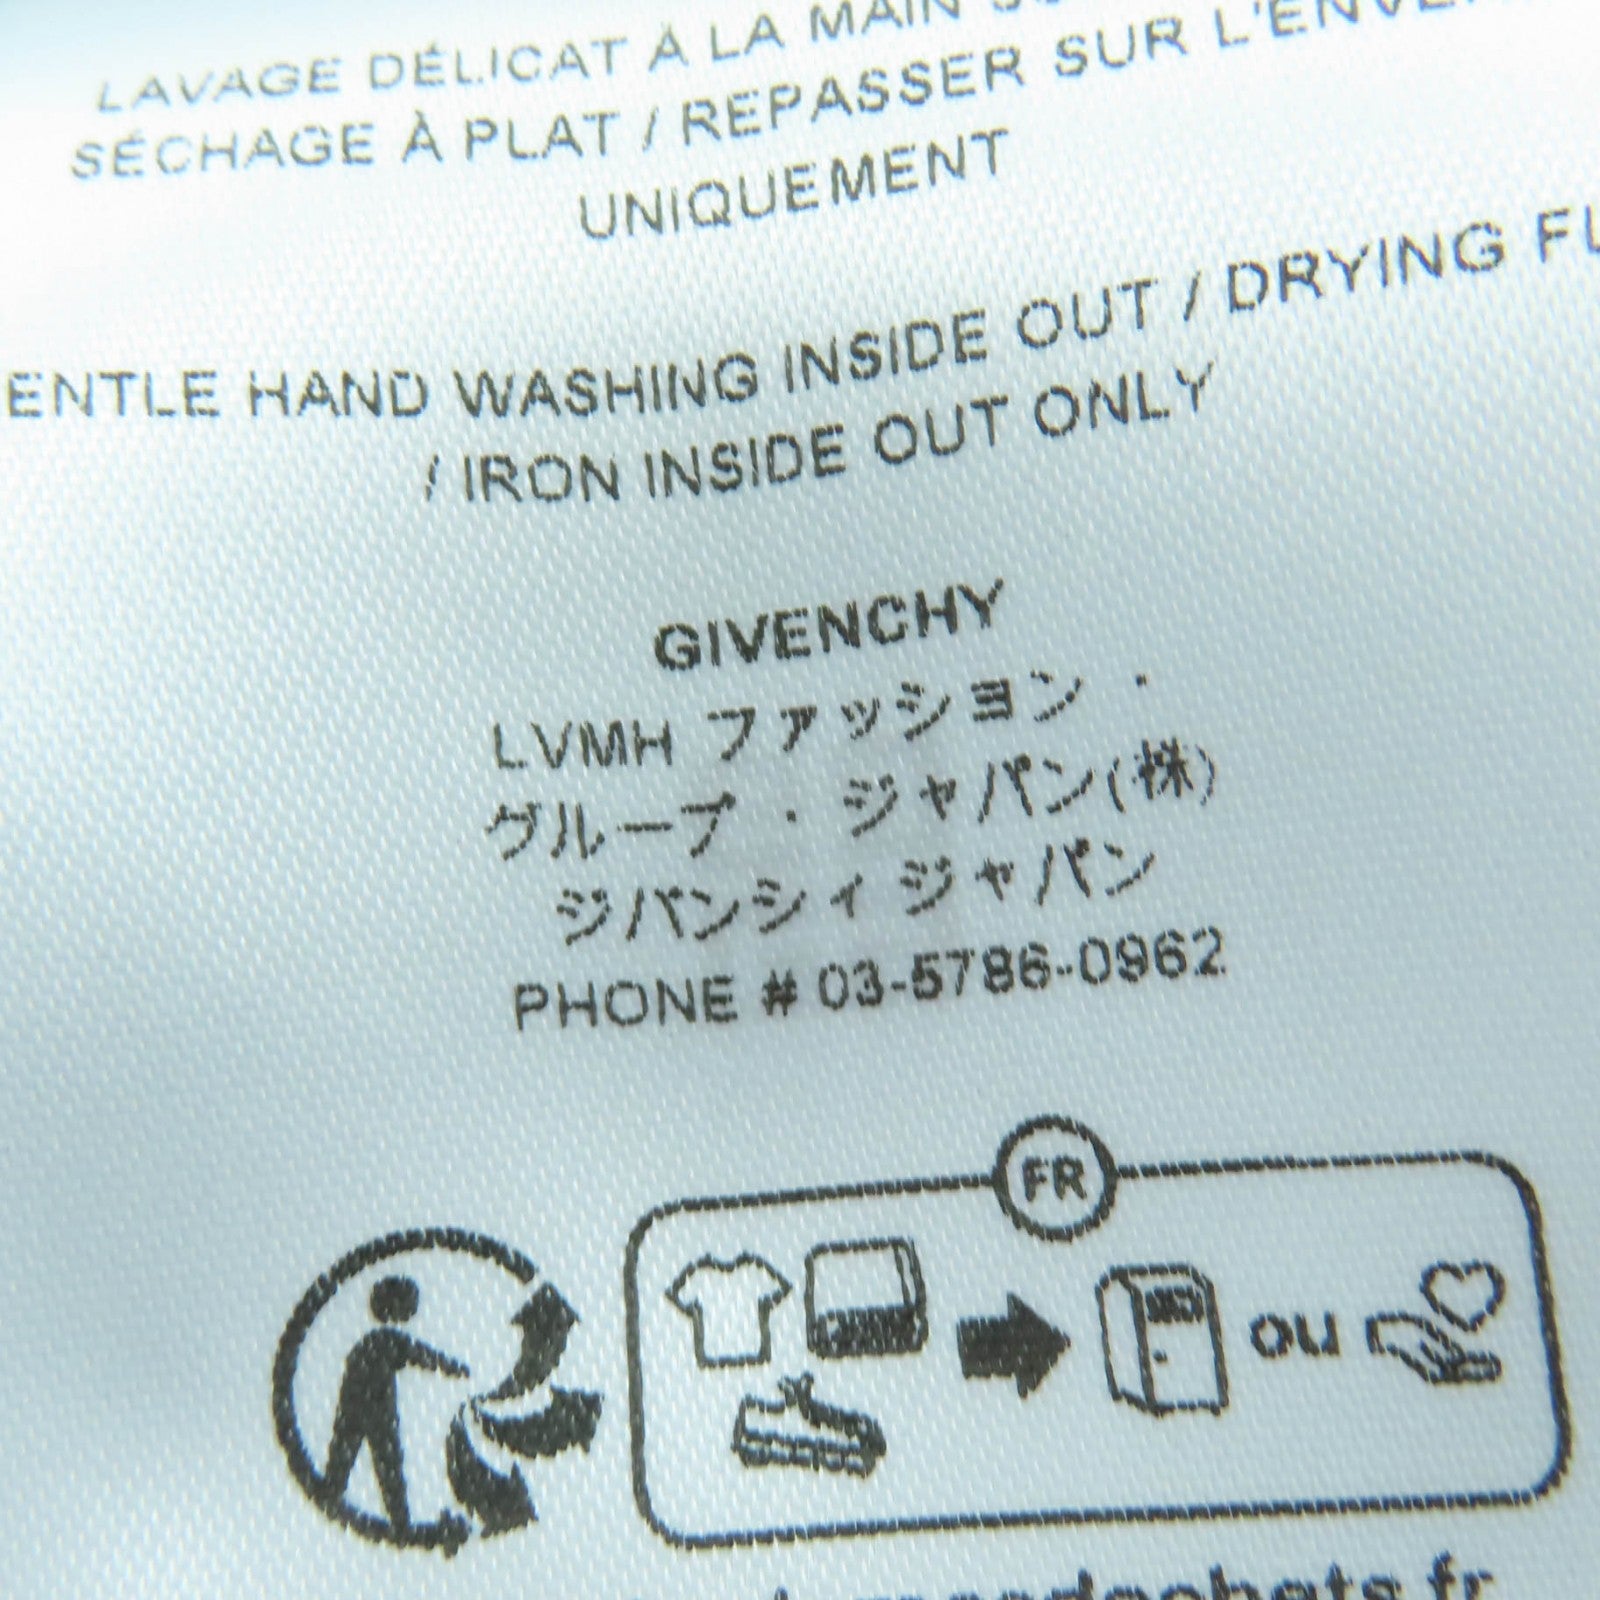 LAVAGE DÉLICAT À LA MAIN
SÉCHAGE À PLAT / REPASSER SUR
UNIQUEMENT
ENTLE HAND WASHING INSIDE OUT / DRYING FL
/ IRON INSIDE OUT ONLY
GIVENCHY
LVMH ファッション ・
グループ ・ ジャパン(株)
ジバンシィ ジャパン
PHONE # 03-5786-0962
FR
ou